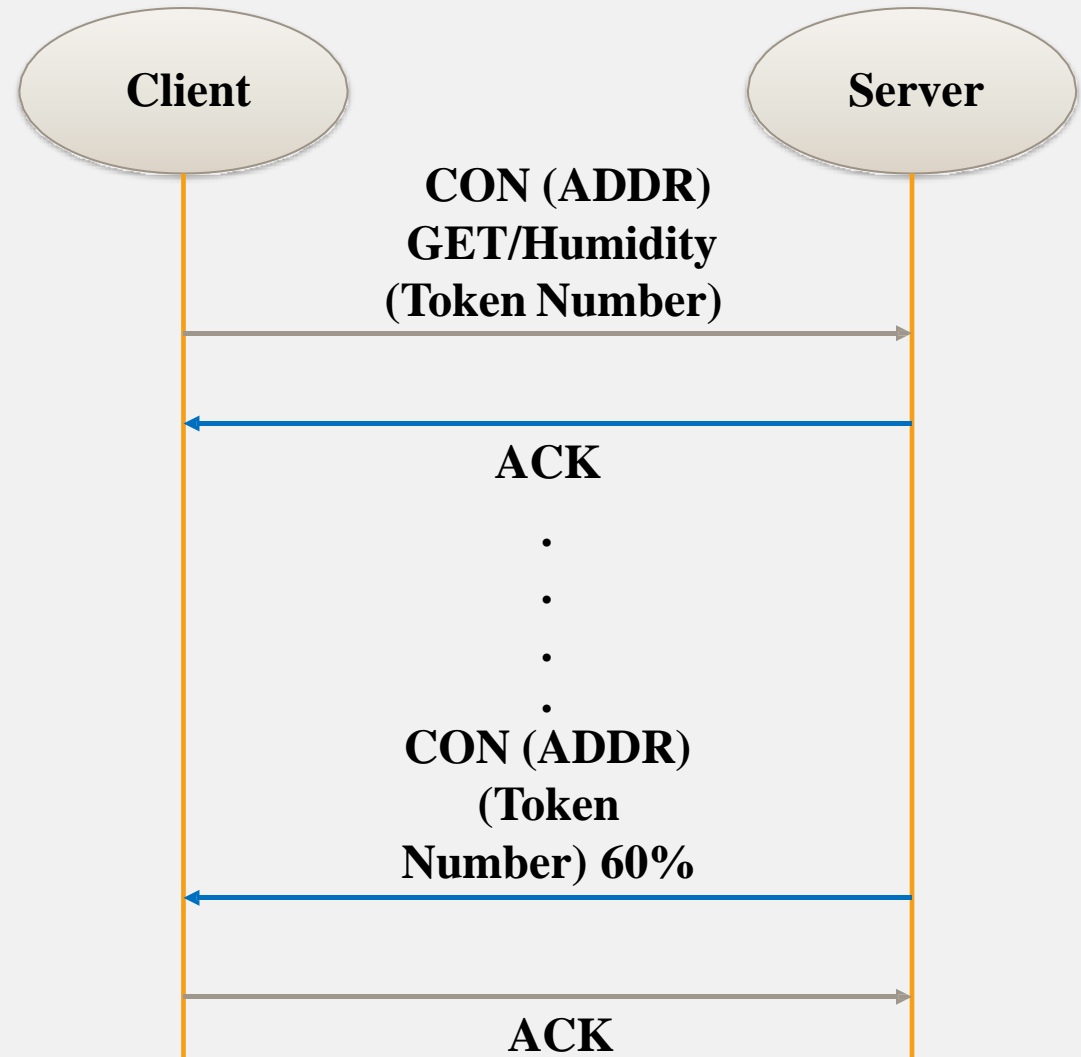 Client
Server
CON (ADDR)
GET/Humidity
(Token Number)
ACK
.
.
.
.
CON (ADDR)
(Token
Number) 60%
ACK